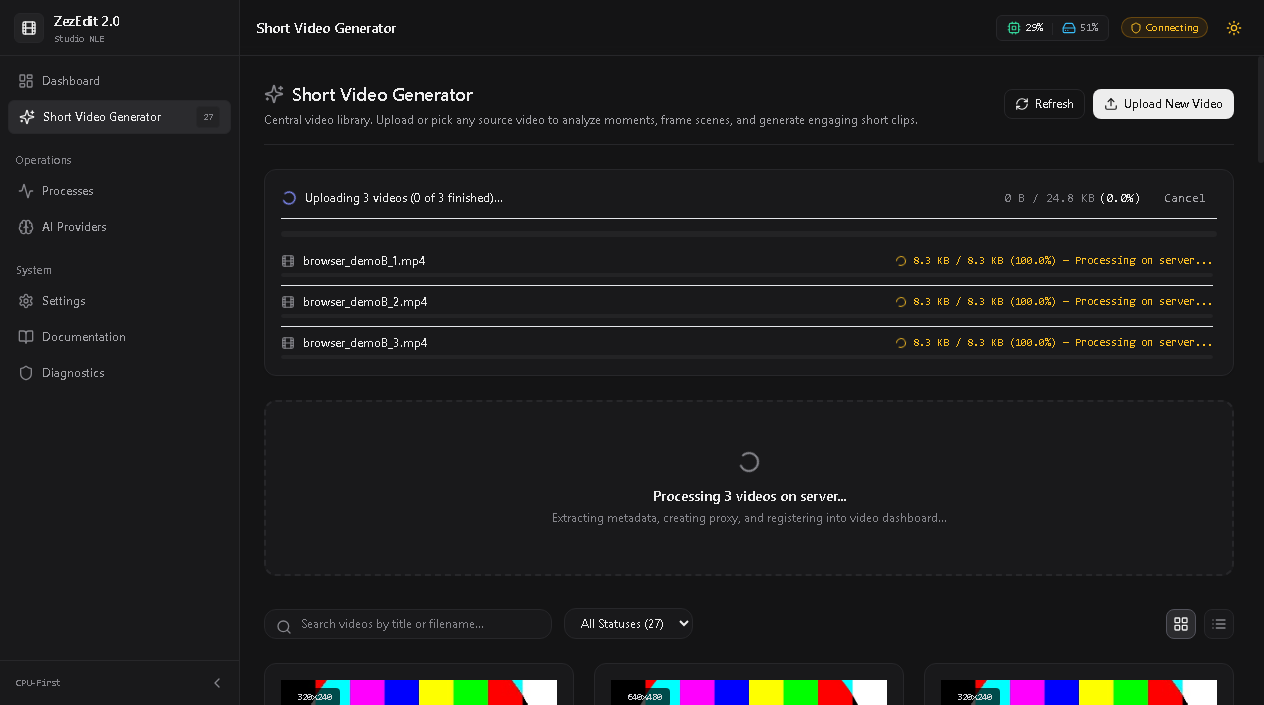 ZezEdit 2.0
Studio NLE
Short Video Generator
29% 51%
Connecting
Dashboard
Short Video Generator 27
Operations
Processes
AI Providers
System
Settings
Documentation
Diagnostics
CPU-First
Short Video Generator
Central video library. Upload or pick any source video to analyze moments, frame scenes, and generate engaging short clips.
Refresh
Upload New Video
Uploading 3 videos (0 of 3 finished)... 0 B / 24.8 KB (0.0%) Cancel
browser_demoB_1.mp4 8.3 KB / 8.3 KB (100.0%) — Processing on server...
browser_demoB_2.mp4 8.3 KB / 8.3 KB (100.0%) — Processing on server...
browser_demoB_3.mp4 8.3 KB / 8.3 KB (100.0%) — Processing on server...
Processing 3 videos on server...
Extracting metadata, creating proxy, and registering into video dashboard...
Search videos by title or filename...
All Statuses (27)
320x240
640x480
320x240